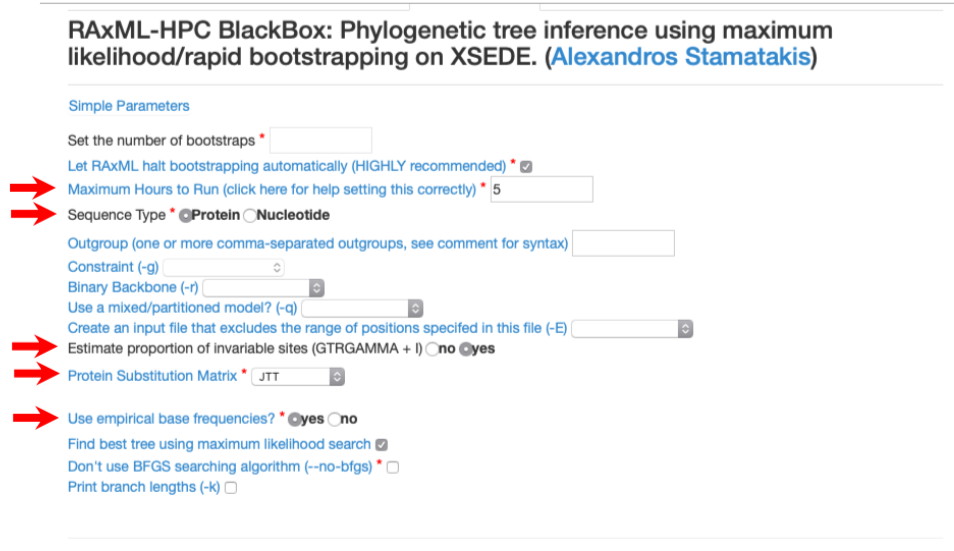 RAxML-HPC BlackBox: Phylogenetic tree inference using maximum
likelihood/rapid bootstrapping on XSEDE. (Alexandros Stamatakis)
Simple Parameters
Set the number of bootstraps *
Let RAxML halt bootstrapping automatically (HIGHLY recommended) *
Maximum Hours to Run (click here for help setting this correctly) * 5
Sequence Type * Protein Nucleotide
Outgroup (one or more comma-separated outgroups, see comment for syntax)
Constraint (-g)
Binary Backbone (-r)
Use a mixed/partitioned model? (-q)
Create an input file that excludes the range of positions specifed in this file (-E)
Estimate proportion of invariable sites (GTRGAMMA + I) no yes
Protein Substitution Matrix * JTT
Use empirical base frequencies? * yes no
Find best tree using maximum likelihood search
Don't use BFGS searching algorithm (--no-bfgs) *
Print branch lengths (-k)